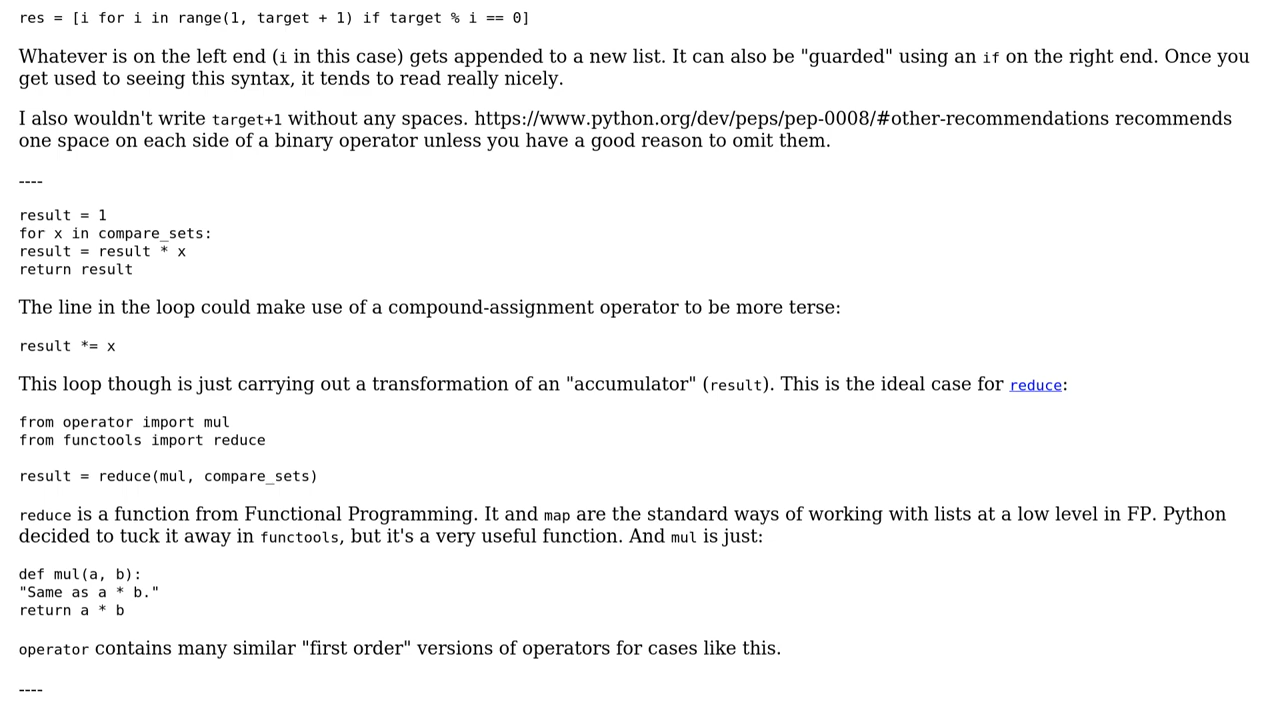 res = [i for i in range(1, target + 1) if target % i == 0]
Whatever is on the left end (i in this case) gets appended to a new list. It can also be "guarded" using an if on the right end. Once you
get used to seeing this syntax, it tends to read really nicely.
I also wouldn't write target+1 without any spaces. https://www.python.org/dev/peps/pep-0008/#other-recommendations recommends
one space on each side of a binary operator unless you have a good reason to omit them.
----
result = 1
for x in compare_sets:
result = result * x
return result
The line in the loop could make use of a compound-assignment operator to be more terse:
result *= x
This loop though is just carrying out a transformation of an "accumulator" (result). This is the ideal case for reduce:
from operator import mul
from functools import reduce
result = reduce(mul, compare_sets)
reduce is a function from Functional Programming. It and map are the standard ways of working with lists at a low level in FP. Python
decided to tuck it away in functools, but it's a very useful function. And mul is just:
def mul(a, b):
"Same as a * b."
return a * b
operator contains many similar "first order" versions of operators for cases like this.
----